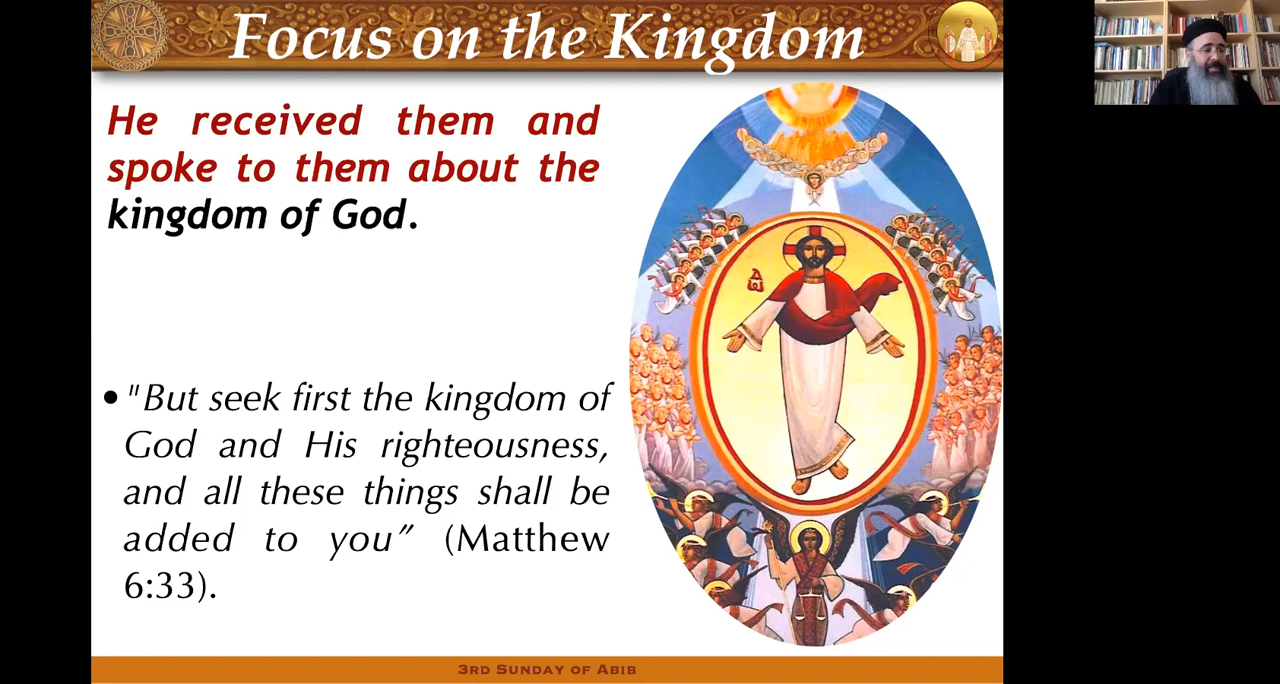 Focus on the Kingdom
He received them and
spoke to them about the
kingdom of God.
• "But seek first the kingdom of
God and His righteousness,
and all these things shall be
added to you” (Matthew
6:33).
3rd Sunday of Abib